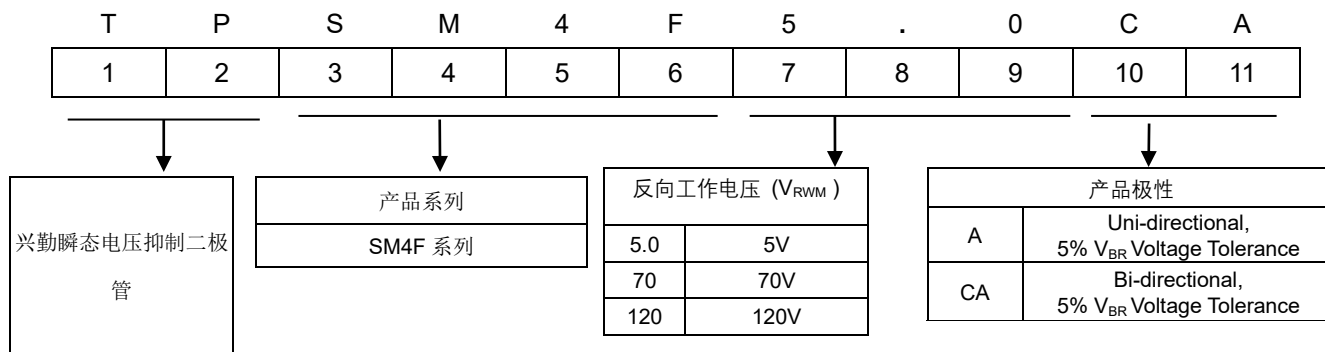 T P S M 4 F 5 . 0 C A
1 2 3 4 5 6 7 8 9 10 11
兴勤瞬态电压抑制二极
管
产品系列
SM4F 系列
反向工作电压 (VRWM )
5.0 5V
70 70V
120 120V
产品极性
A Uni-directional,
5% VBR Voltage Tolerance
CA Bi-directional,
5% VBR Voltage Tolerance